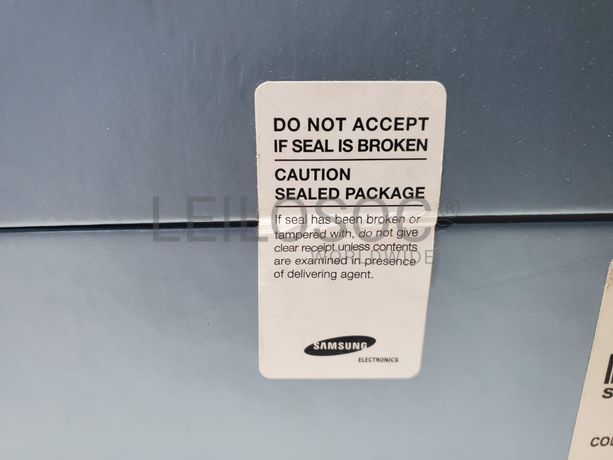 DO NOT ACCEPT
IF SEAL IS BROKEN
CAUTION
SEALED PACKAGE
If seal has been broken or
tampered with, do not give
clear receipt unless contents
are examined in presence
of delivering agent.
LEILOSOC®
WORLDWIDE
SAMSUNG
ELECTRONICS